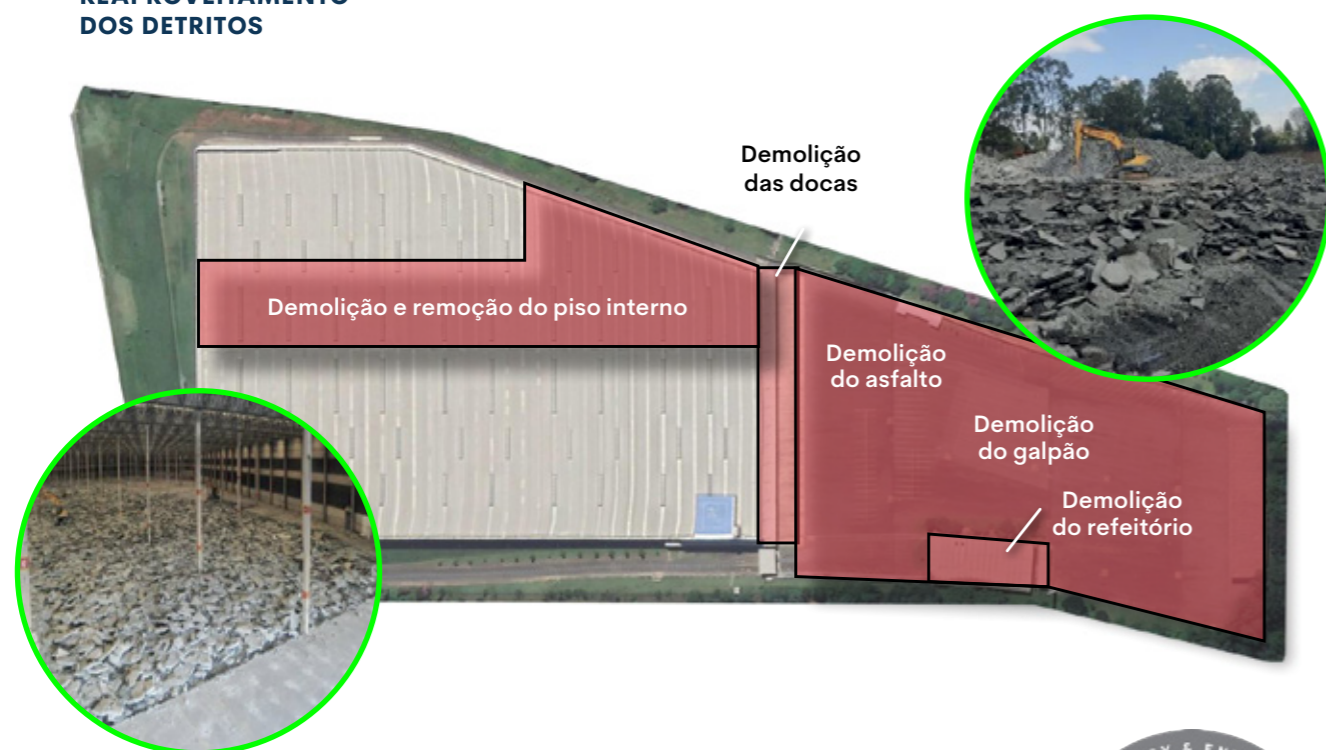 REAPROVEITAMENTO
DOS DETRITOS
Demolição
das docas
Demolição e remoção do piso interno
Demolição
do asfalto
Demolição
do galpão
Demolição
do refeitório